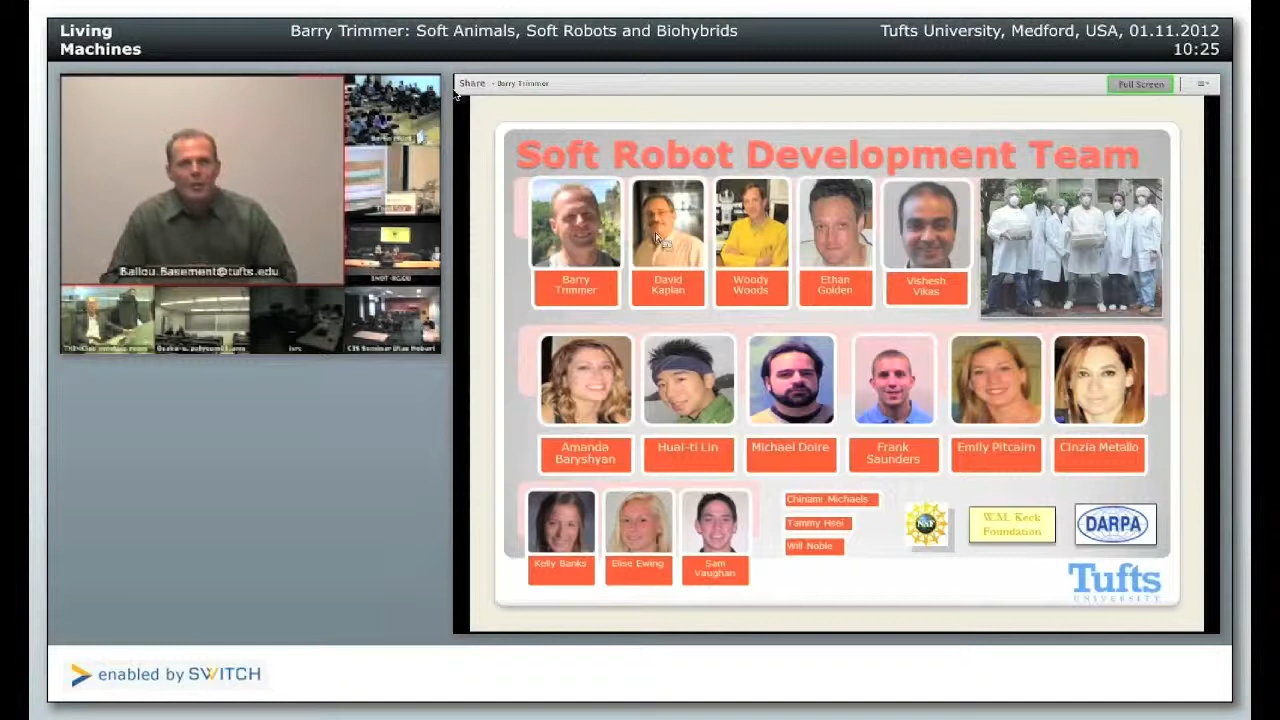 Living
Machines
Barry Trimmer: Soft Animals, Soft Robots and Biohybrids
Tufts University, Medford, USA, 01.11.2012
10:25
Share - Barry Trimmer
Full Screen
Ballou.Basement@tufts.edu
Soft Robot Development Team
Barry
Trimmer
David
Kaplan
Woody
Woods
Ethan
Golden
Vishesh
Vikas
Amanda
Baryshyan
Huai-ti Lin
Michael Doire
Frank
Saunders
Emily Pitcairn
Cinzia Metallo
Kelly Banks
Elise Ewing
Sam
Vaughan
Chinami Michaels
Tammy Hsei
Will Noble
NSF
W.M. Keck
Foundation
DARPA
Tufts
UNIVERSITY
enabled by SWITCH